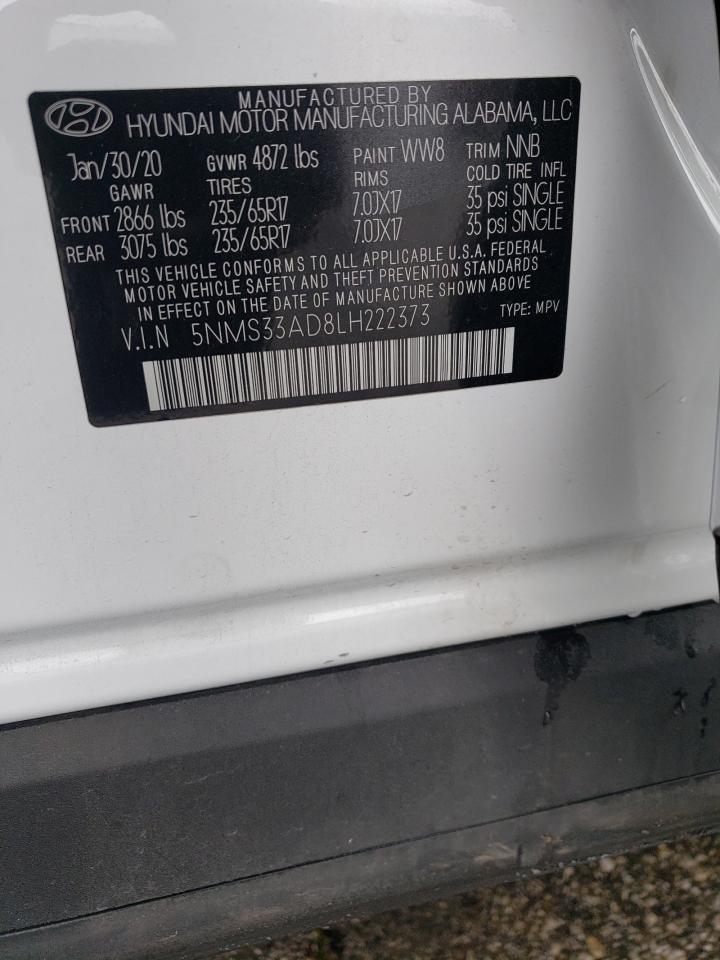 MANUFACTURED BY
HYUNDAI MOTOR MANUFACTURING ALABAMA, LLC
Jan/30/20 GVWR 4872 lbs PAINT WW8 TRIM NNB
GAWR TIRES RIMS COLD TIRE INFL
FRONT 2866 lbs 235/65R17 7.0JX17 35 psi SINGLE
REAR 3075 lbs 235/65R17 7.0JX17 35 psi SINGLE
THIS VEHICLE CONFORMS TO ALL APPLICABLE U.S.A. FEDERAL
MOTOR VEHICLE SAFETY AND THEFT PREVENTION STANDARDS
IN EFFECT ON THE DATE OF MANUFACTURE SHOWN ABOVE
V.I.N 5NMS33AD8LH222373 TYPE: MPV